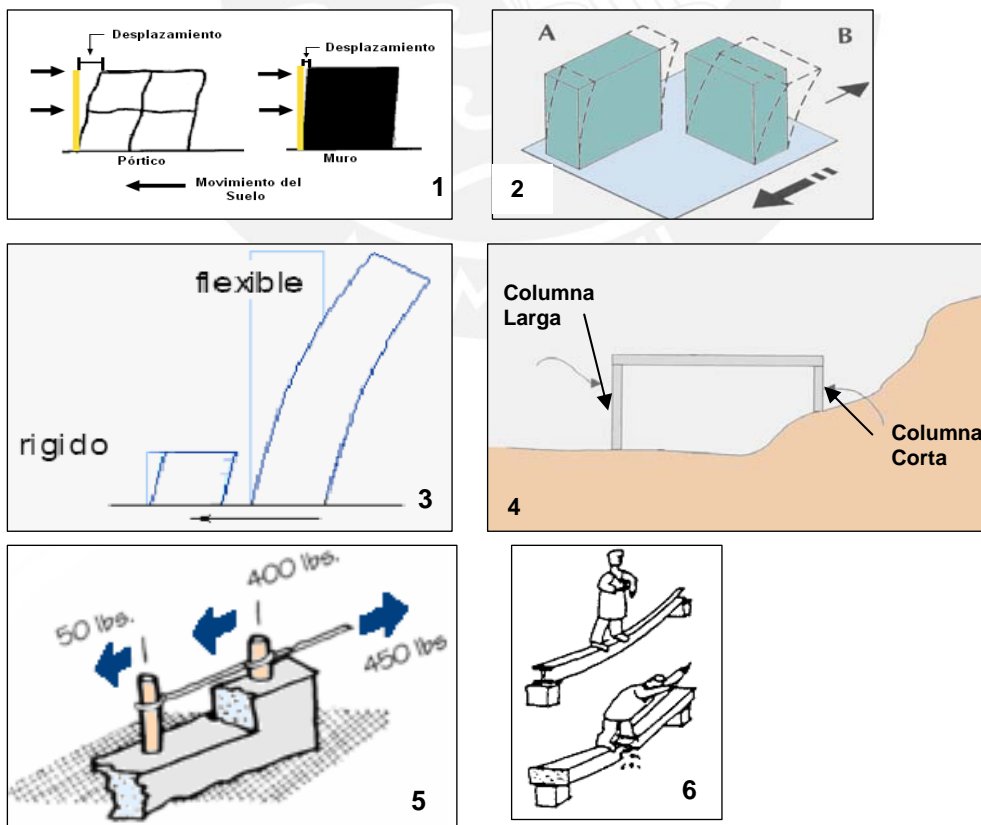 Desplazamiento
Desplazamiento
Pórtico
Muro
Movimiento del
Suelo
1
A
B
2
flexible
rigido
3
Columna
Larga
Columna
Corta
4
50 lbs.
400 lbs.
450 lbs
5
6